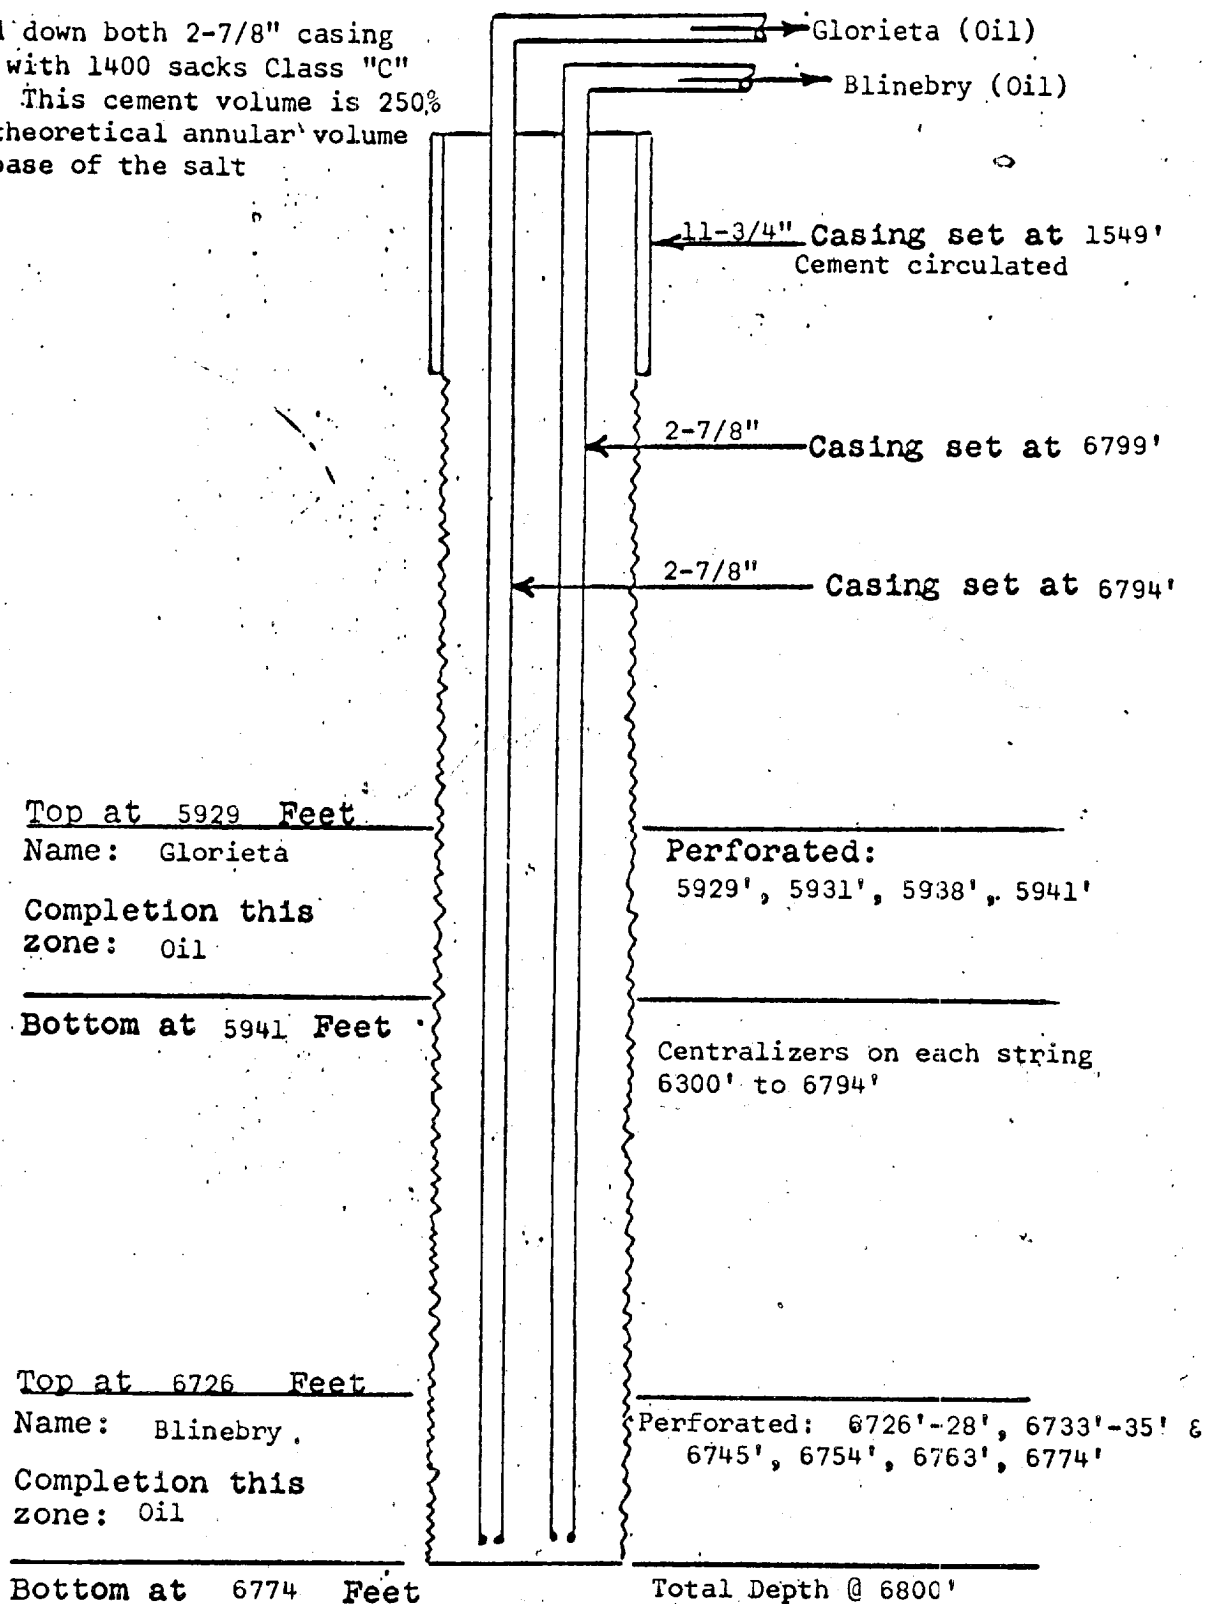 down both 2-7/8" casing
with 1400 sacks Class "C"
This cement volume is 250%
theoretical annular volume
base of the salt
Glorieta (Oil)
Blinebry (Oil)
11-3/4" Casing set at 1549'
Cement circulated
2-7/8" Casing set at 6799'
2-7/8" Casing set at 6794'
Top at 5929 Feet
Name: Glorieta
Completion this
zone: Oil
Bottom at 5941 Feet
Perforated:
5929', 5931', 5938', 5941'
Centralizers on each string
6300' to 6794'
Top at 6726 Feet
Name: Blinebry
Completion this
zone: Oil
Bottom at 6774 Feet
Perforated: 6726'-28', 6733'-35' &
6745', 6754', 6763', 6774'
Total Depth @ 6800'